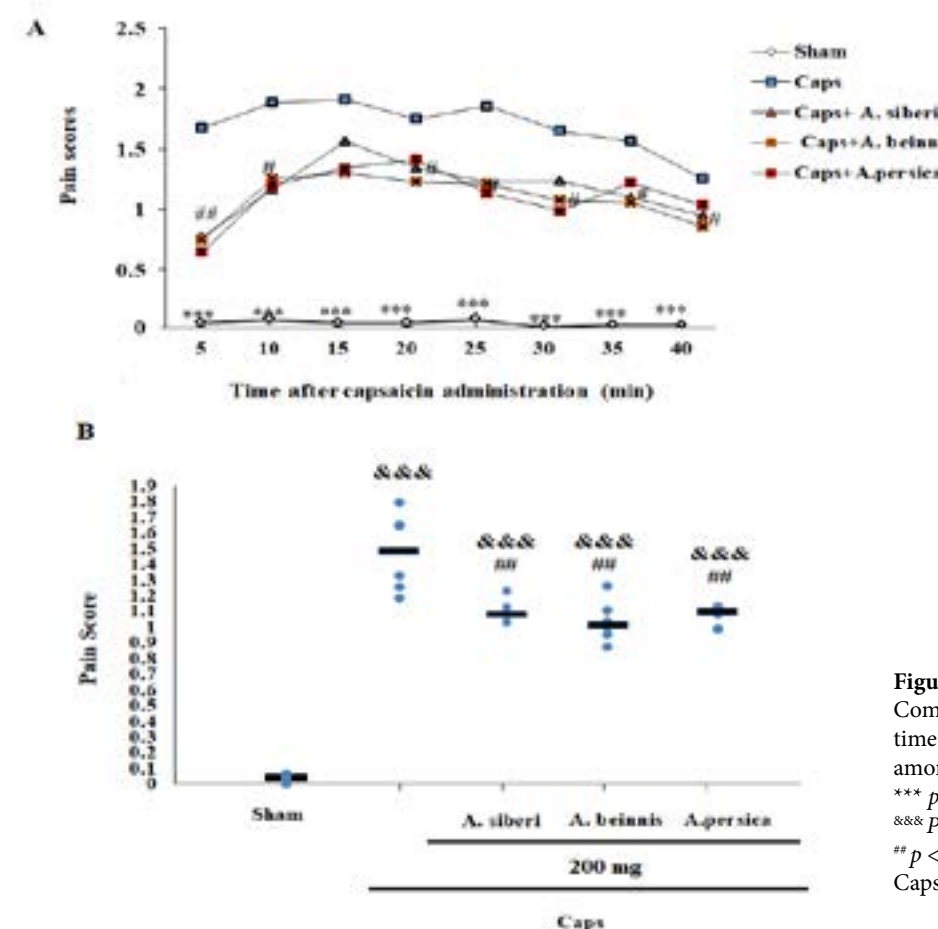 A
2.5
2
1.5
1
0.5
0
Pain scores
## # # # # # # #
*** *** *** *** *** *** *** ***
5 10 15 20 25 30 35 40
Time after capsaicin administration (min)
Sham
Caps
Caps+ A. siberi
Caps+A. beinn
Caps+A.persica
B
Pain Score
1.9
1.8
1.7
1.6
1.5
1.4
1.3
1.2
1.1
1
0.9
0.8
0.7
0.6
0.5
0.4
0.3
0.2
0.1
0
&&&
&&& &&& &&&
## ## ##
Sham A. siberi A. beinnis A.persica
200 mg
Caps
Figu
Com
time
amon
*** p
&&& P
## p <
Caps